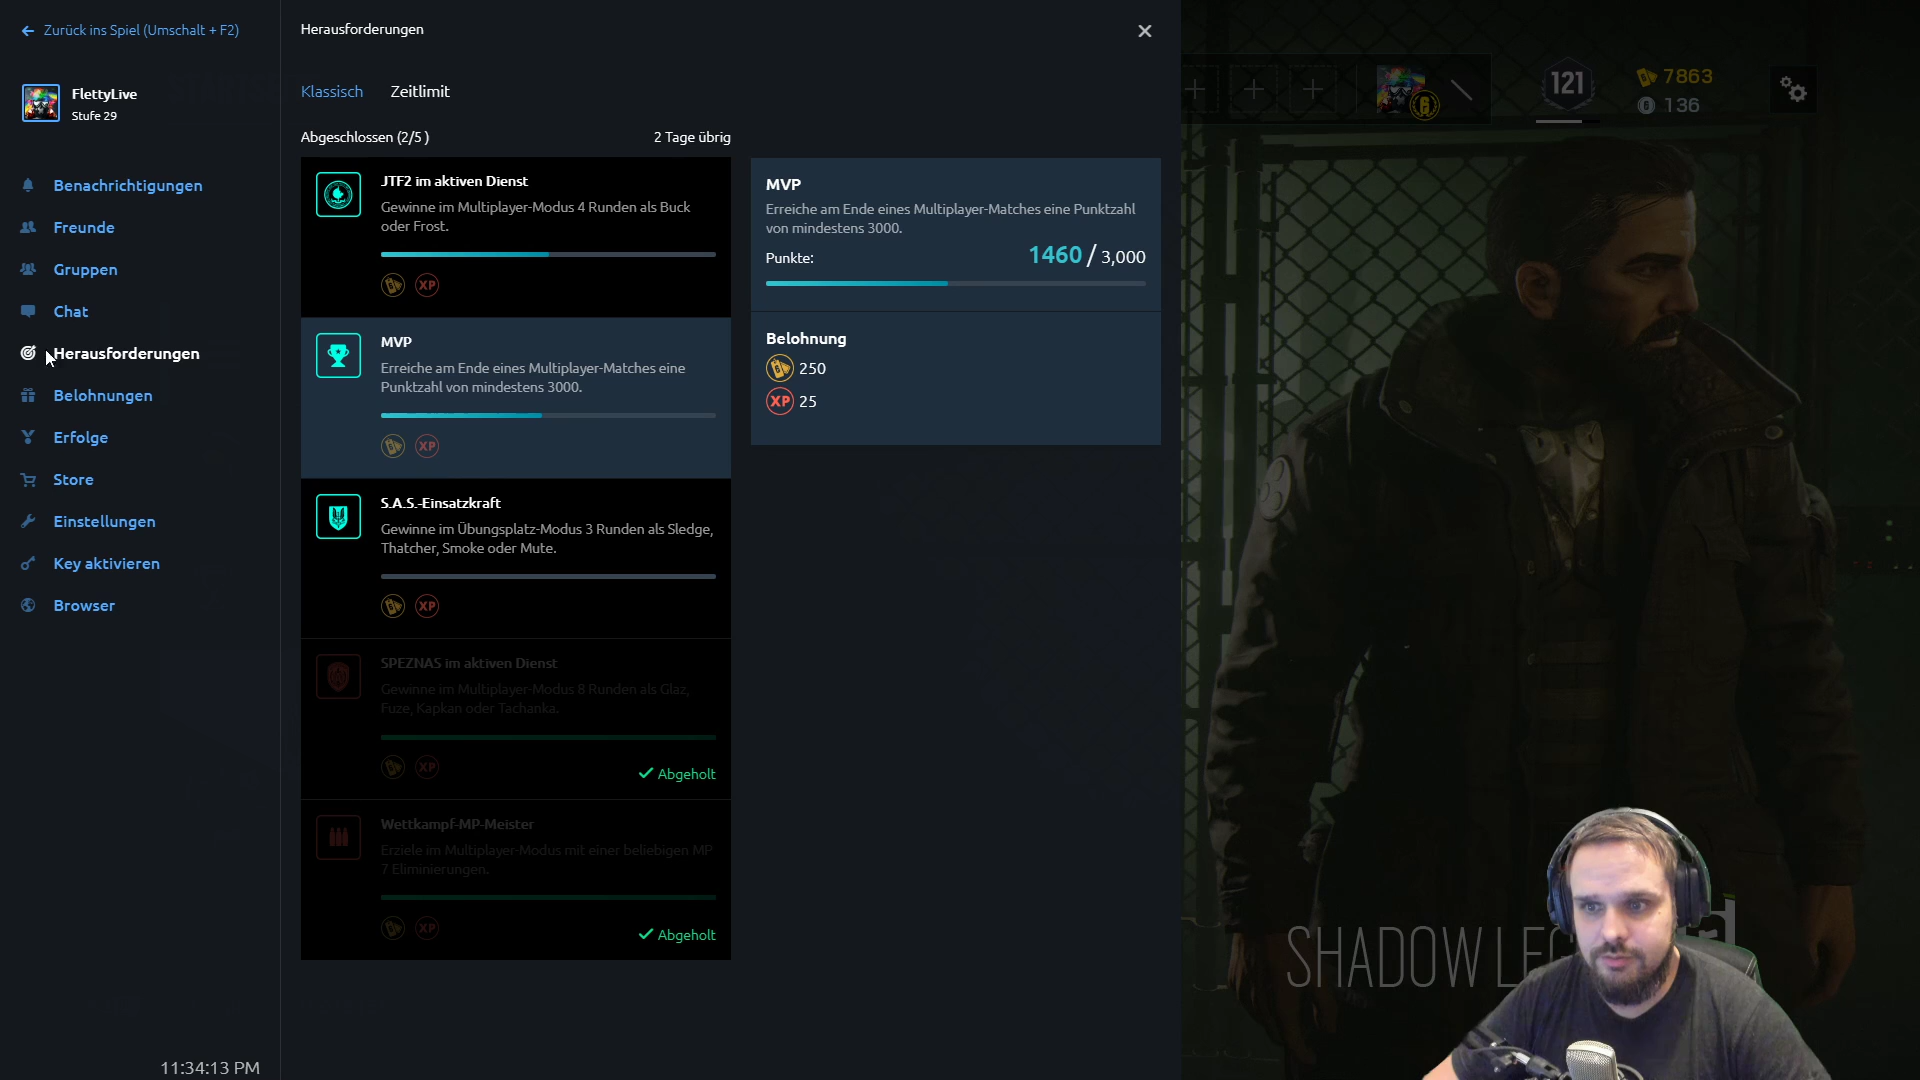 Zurück ins Spiel (Umschalt + F2)
FlettyLive
Stufe 29
Benachrichtigungen
Freunde
Gruppen
Chat
Herausforderungen
Belohnungen
Erfolge
Store
Einstellungen
Key aktivieren
Browser
11:34:13 PM
Herausforderungen
Klassisch Zeitlimit
Abgeschlossen (2/5 ) 2 Tage übrig
JTF2 im aktiven Dienst
Gewinne im Multiplayer-Modus 4 Runden als Buck
oder Frost.
XP
MVP
Erreiche am Ende eines Multiplayer-Matches eine
Punktzahl von mindestens 3000.
XP
S.A.S.-Einsatzkraft
Gewinne im Übungsplatz-Modus 3 Runden als Sledge,
Thatcher, Smoke oder Mute.
XP
SPEZNAS im aktiven Dienst
Gewinne im Multiplayer-Modus 8 Runden als Glaz,
Fuze, Kapkan oder Tachanka.
XP Abgeholt
Wettkampf-MP-Meister
Erziele im Multiplayer-Modus mit einer beliebigen MP
7 Eliminierungen.
XP Abgeholt
MVP
Erreiche am Ende eines Multiplayer-Matches eine Punktzahl
von mindestens 3000.
Punkte: 1460 / 3,000
Belohnung
250
XP 25
121
7863
136
SHADOW LEG